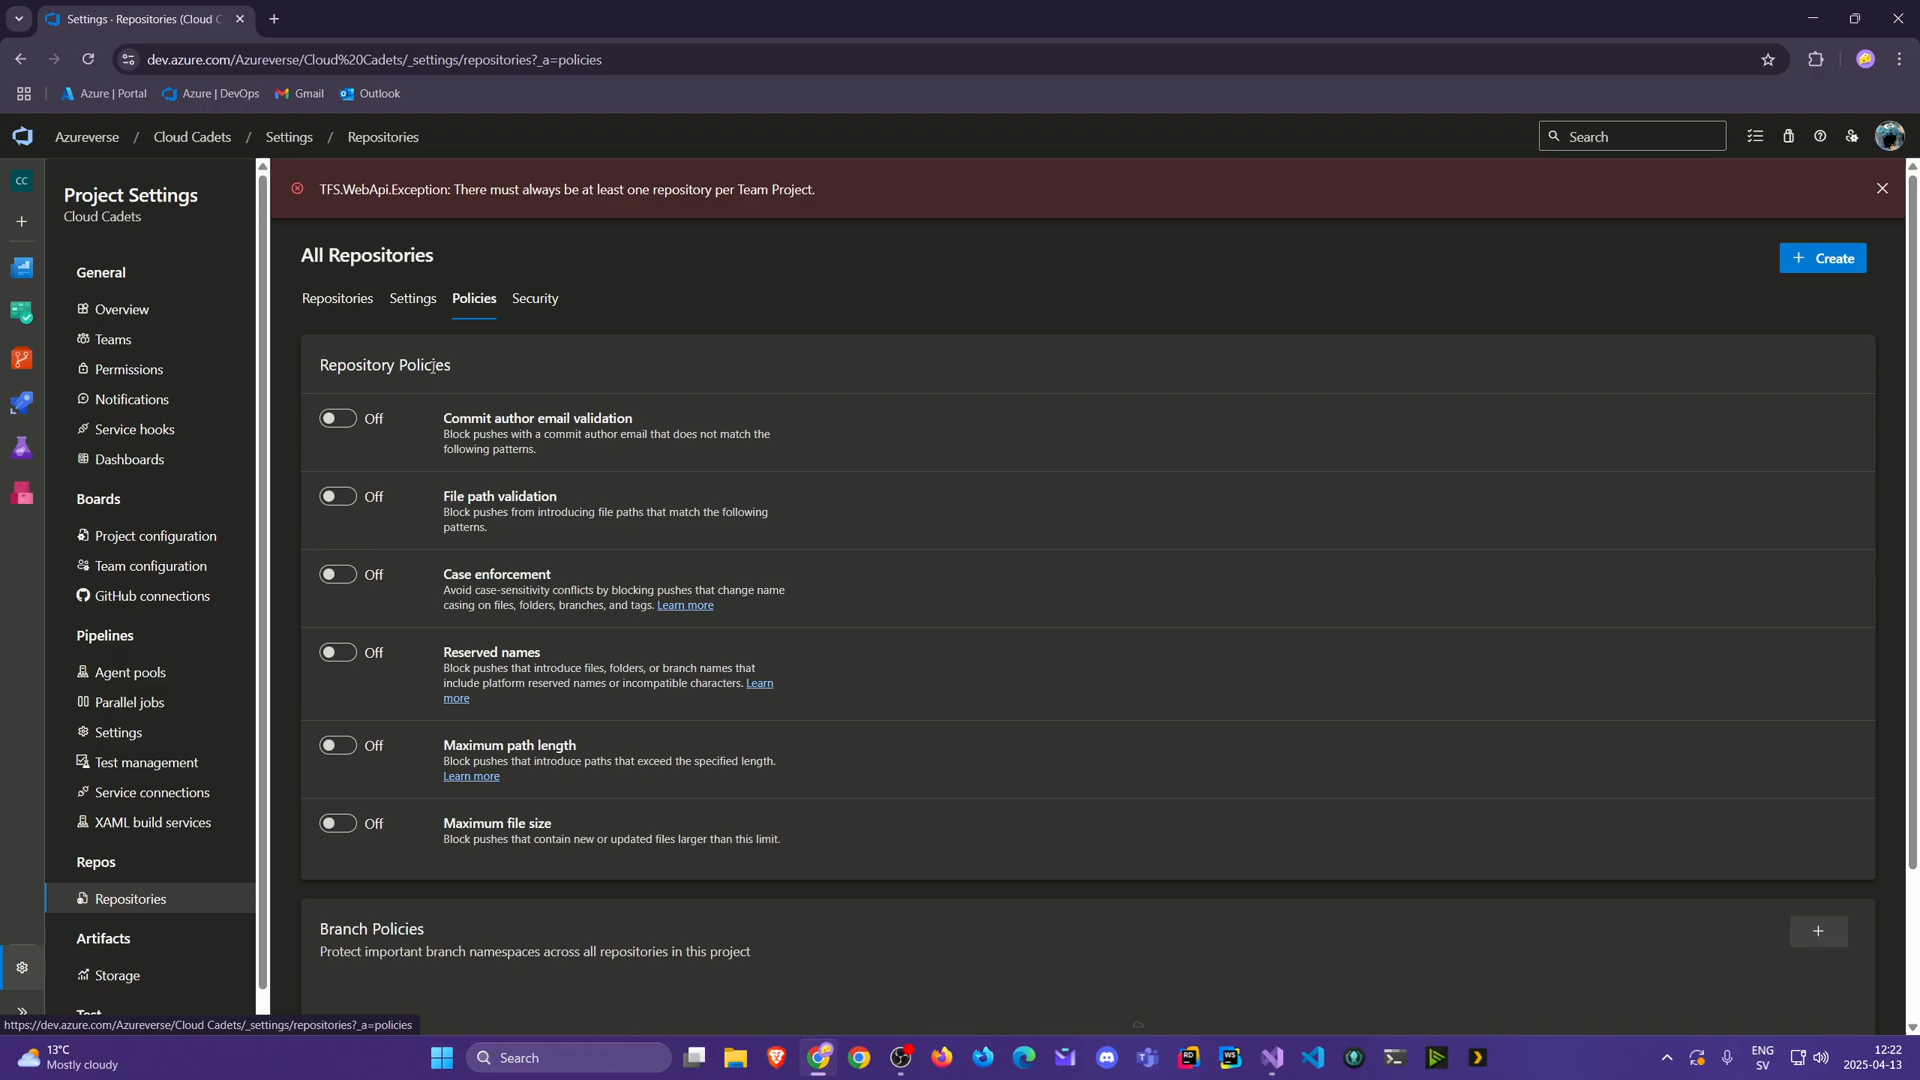 Settings · Repositories (Cloud C
dev.azure.com/Azureverse/Cloud%20Cadets/_settings/repositories?_a=policies
Azure | Portal
Azure | DevOps
Gmail
Outlook
Azureverse / Cloud Cadets / Settings / Repositories
Search
CC
Project Settings
Cloud Cadets
General
Overview
Teams
Permissions
Notifications
Service hooks
Dashboards
Boards
Project configuration
Team configuration
GitHub connections
Pipelines
Agent pools
Parallel jobs
Settings
Test management
Service connections
XAML build services
Repos
Repositories
Artifacts
Storage
Test
TFS.WebApi.Exception: There must always be at least one repository per Team Project.
All Repositories
+ Create
Repositories
Settings
Policies
Security
Repository Policies
Off
Commit author email validation
Block pushes with a commit author email that does not match the
following patterns.
Off
File path validation
Block pushes from introducing file paths that match the following
patterns.
Off
Case enforcement
Avoid case-sensitivity conflicts by blocking pushes that change name
casing on files, folders, branches, and tags. Learn more
Off
Reserved names
Block pushes that introduce files, folders, or branch names that
include platform reserved names or incompatible characters. Learn
more
Off
Maximum path length
Block pushes that introduce paths that exceed the specified length.
Learn more
Off
Maximum file size
Block pushes that contain new or updated files larger than this limit.
Branch Policies
Protect important branch namespaces across all repositories in this project
https://dev.azure.com/Azureverse/Cloud Cadets/_settings/repositories?_a=policies
13°C
Mostly cloudy
Search
RD
WS
ENG
SV
12:22
2025-04-13